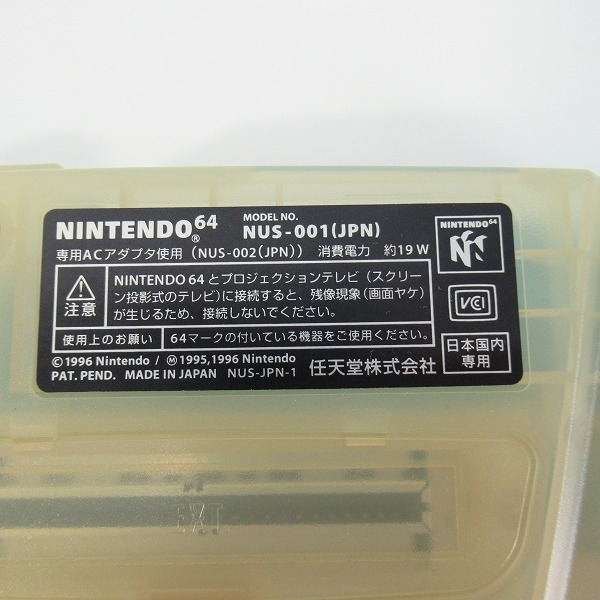 NINTENDO64® MODEL NO. NUS-001(JPN)
専用ACアダプタ使用 (NUS-002(JPN)) 消費電力 約19W
注意
NINTENDO 64 とプロジェクションテレビ (スクリー
ン投影式のテレビ) に接続すると、残像現象 (画面ヤケ)
が生じるため、接続しないでください。
使用上のお願い 64マークの付いている機器をご使用ください。
©1996 Nintendo / Ⓜ1995,1996 Nintendo
PAT. PEND. MADE IN JAPAN NUS-JPN-1 任天堂株式会社
NINTENDO64
VCI
日本国内
専用
EXT.